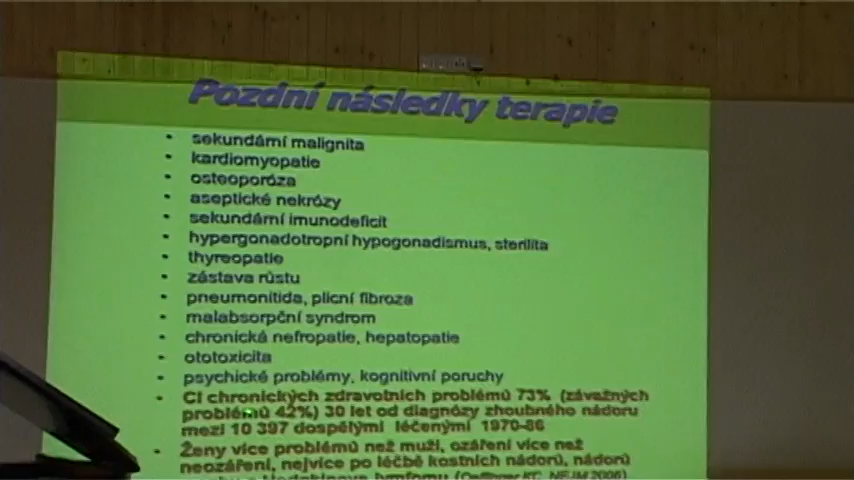 Pozdní následky terapie
• sekundární malignita
• kardiomyopatie
• osteoporóza
• aseptické nekrózy
• sekundární imunodeficit
• hypergonadotropní hypogonadismus, sterilita
• thyreopatie
• zástava růstu
• pneumonitida, plicní fibroza
• malabsorpční syndrom
• chronická nefropatie, hepatopatie
• ototoxicita
• psychické problémy, kognitivní poruchy
• CI chronických zdravotních problémů 73% (závažných
problémů 42%) 30 let od diagnózy zhoubného nádoru
mezi 10 397 dospělými léčenými 1970-86
• Ženy více problémů než muži, ozáření více než
neozáření, nejvíce po léčbě kostních nádorů, nádorů